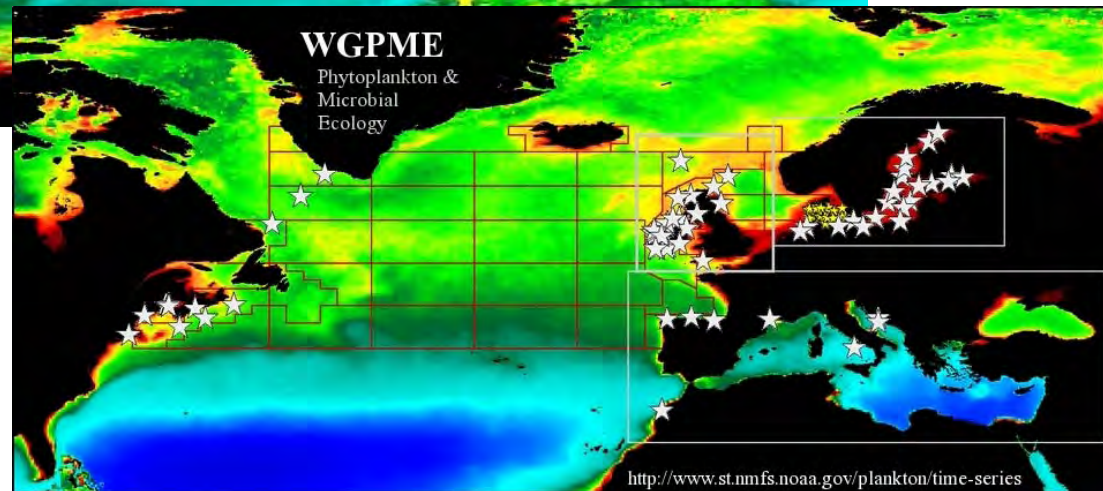 WGPME
Phytoplankton &
Microbial
Ecology
http://www.st.nmfs.noaa.gov/plankton/time-series